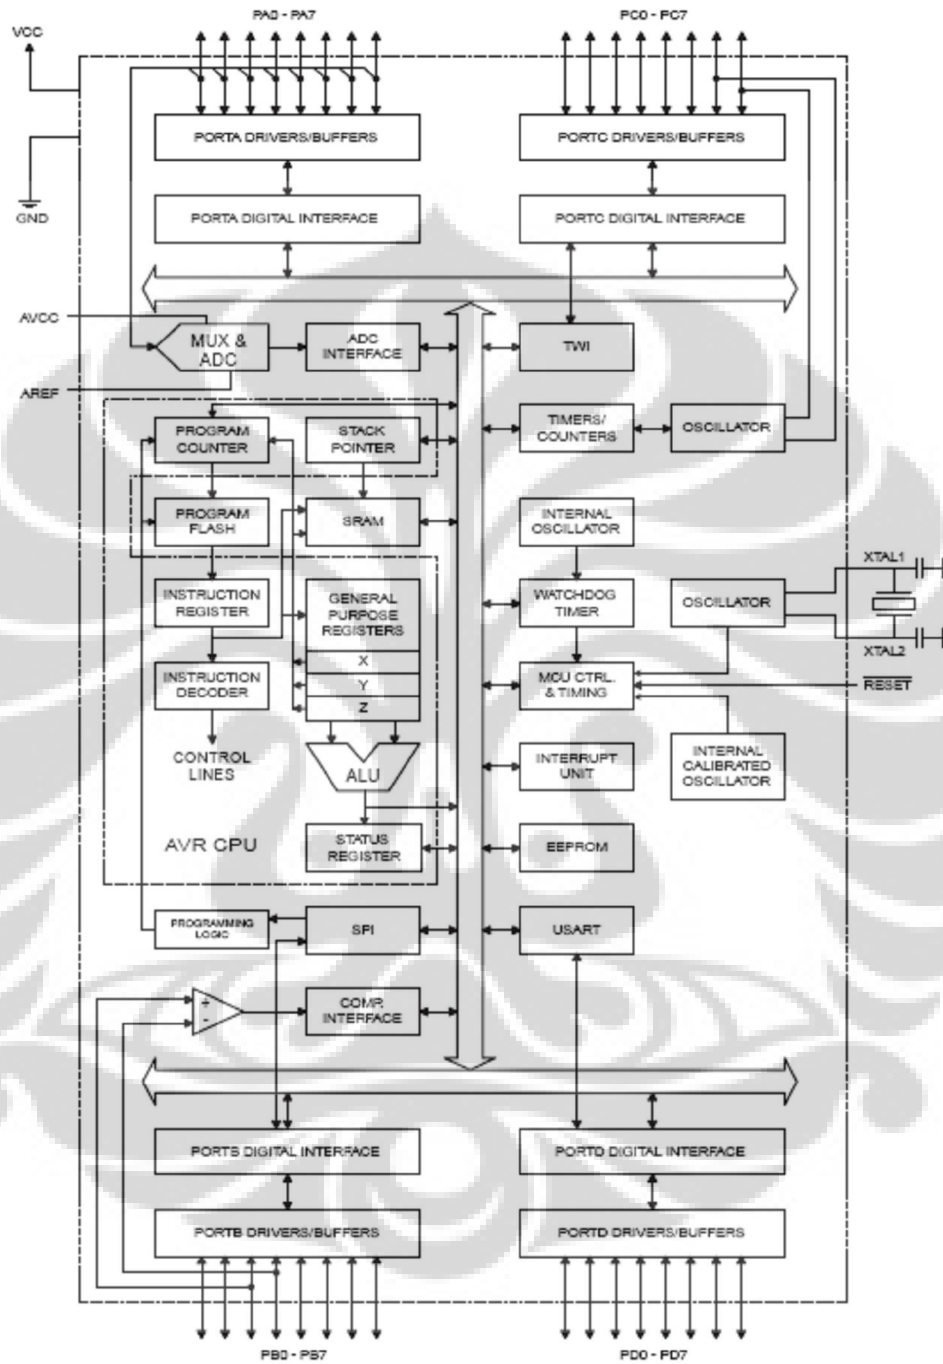 PA0 - PA7
PC0 - PC7
VCC
PORTA DRIVERS/BUFFERS
PORTC DRIVERS/BUFFERS
GND
PORTA DIGITAL INTERFACE
PORTC DIGITAL INTERFACE
AVCC
MUX &
ADC
ADC
INTERFACE
TWI
AREF
PROGRAM
COUNTER
STACK
POINTER
TIMERS/
COUNTERS
OSCILLATOR
PROGRAM
FLASH
SRAM
INTERNAL
OSCILLATOR
XTAL1
INSTRUCTION
REGISTER
GENERAL
PURPOSE
REGISTERS
WATCHDOG
TIMER
OSCILLATOR
XTAL2
X
INSTRUCTION
DECODER
Y
MCU CTRL.
& TIMING
RESET
Z
CONTROL
LINES
ALU
INTERRUPT
UNIT
INTERNAL
CALIBRATED
OSCILLATOR
AVR CPU
STATUS
REGISTER
EEPROM
PROGRAMMING
LOGIC
SPI
USART
+
-
COMP.
INTERFACE
PORTB DIGITAL INTERFACE
PORTD DIGITAL INTERFACE
PORTB DRIVERS/BUFFERS
PORTD DRIVERS/BUFFERS
PB0 - PB7
PD0 - PD7